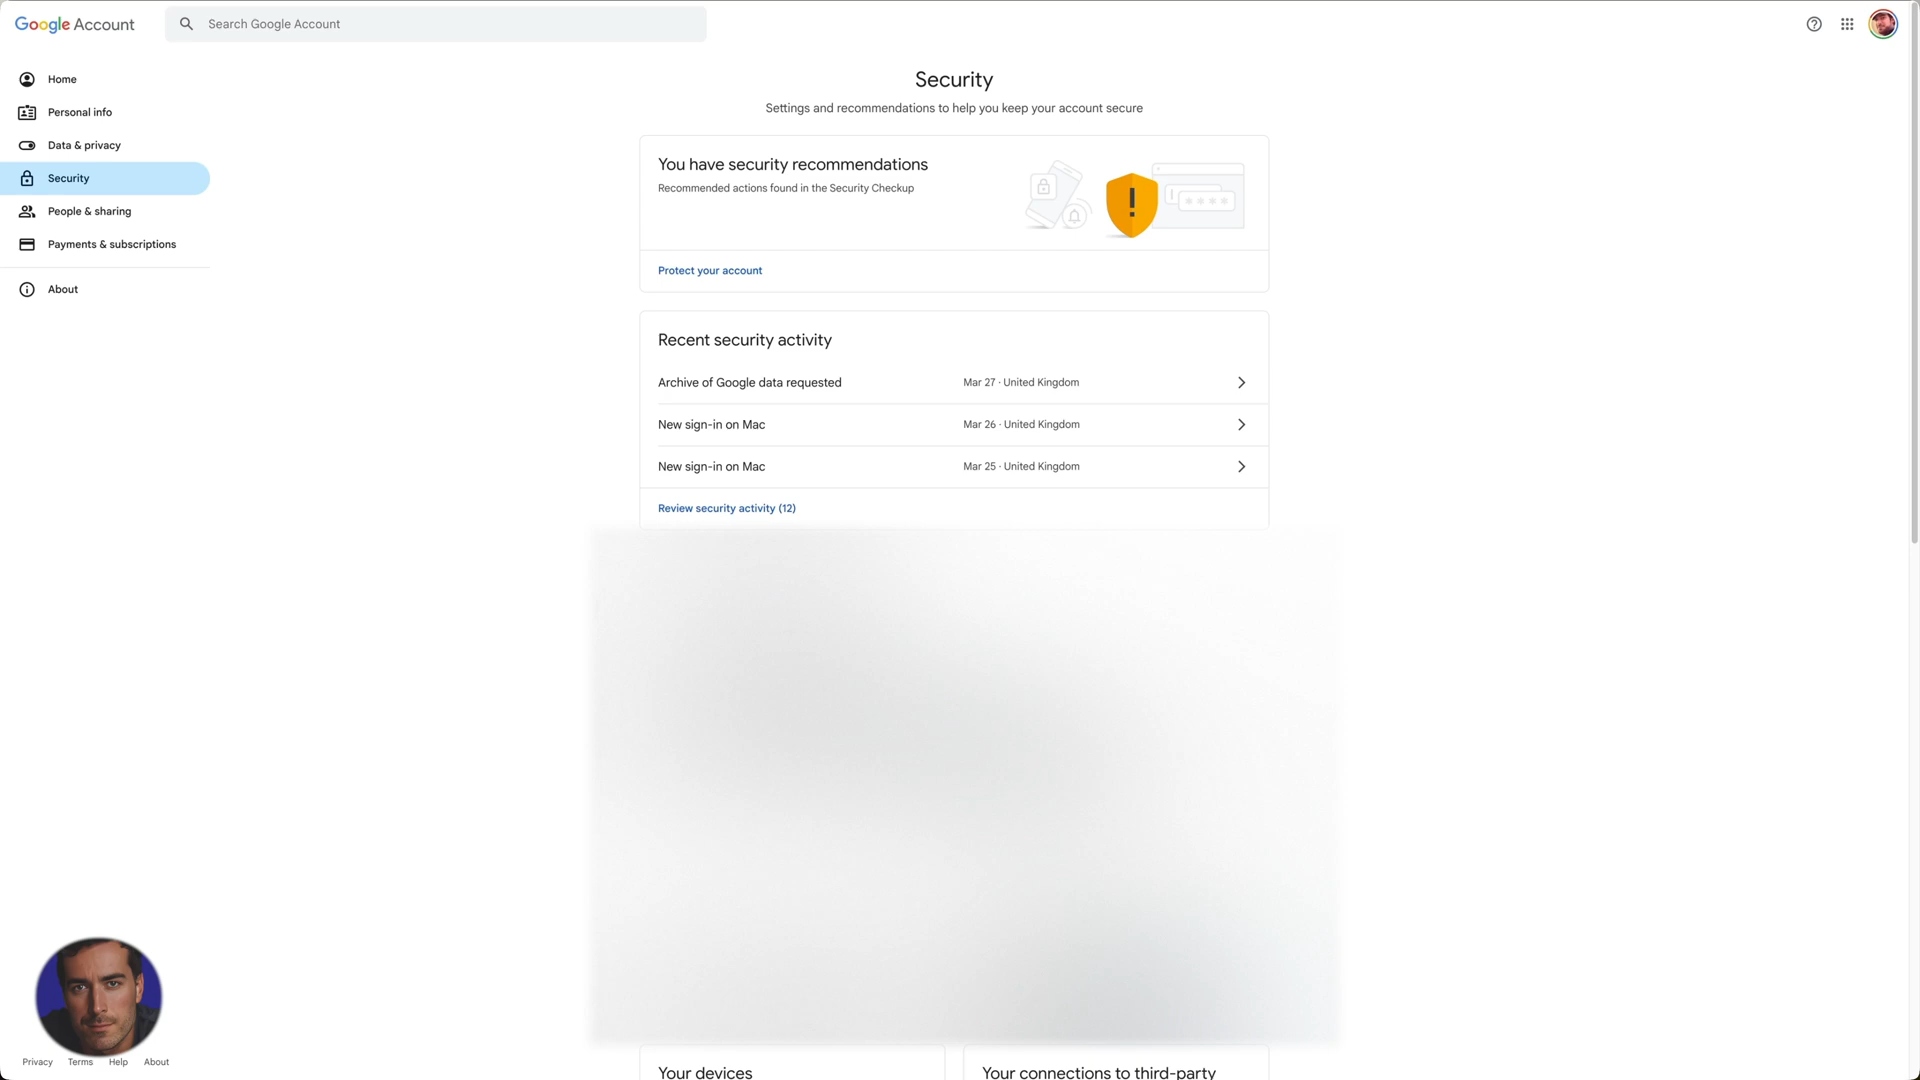 Google Account
Search Google Account
Home
Personal info
Data & privacy
Security
People & sharing
Payments & subscriptions
About
Security
Settings and recommendations to help you keep your account secure
You have security recommendations
Recommended actions found in the Security Checkup
Protect your account
Recent security activity
Archive of Google data requested Mar 27 · United Kingdom
New sign-in on Mac Mar 26 · United Kingdom
New sign-in on Mac Mar 25 · United Kingdom
Review security activity (12)
Your devices
Your connections to third-party
Privacy Terms Help About